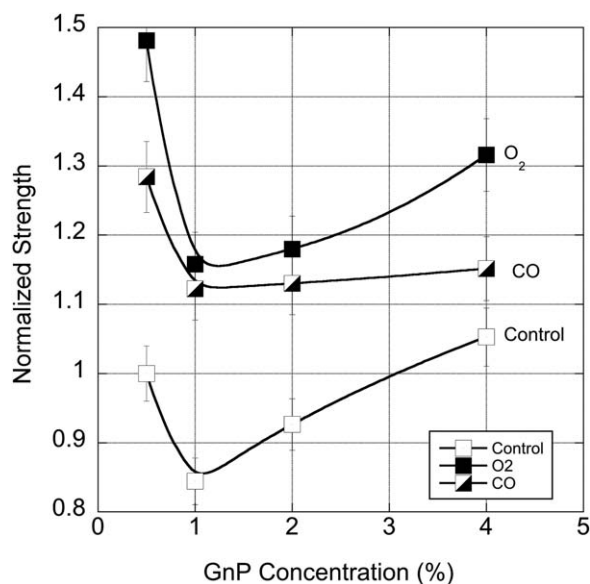 1.5
1.4
1.3
1.2
1.1
1
0.9
0.8
Normalized Strength
O₂
CO
Control
Control
O2
CO
0 1 2 3 4 5
GnP Concentration (%)